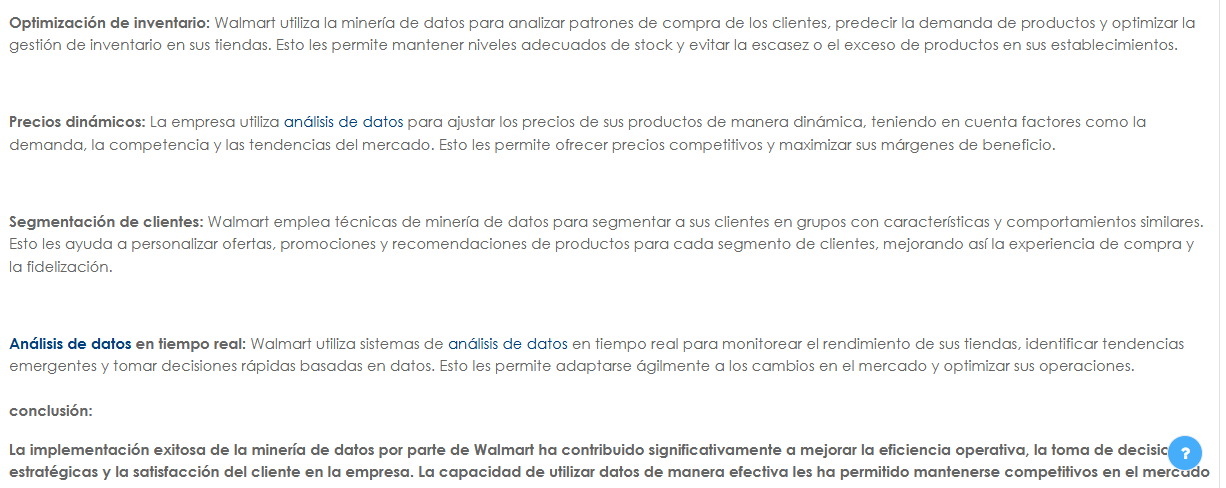 Optimización de inventario: Walmart utiliza la minería de datos para analizar patrones de compra de los clientes, predecir la demanda de productos y optimizar la
gestión de inventario en sus tiendas. Esto les permite mantener niveles adecuados de stock y evitar la escasez o el exceso de productos en sus establecimientos.
Precios dinámicos: La empresa utiliza análisis de datos para ajustar los precios de sus productos de manera dinámica, teniendo en cuenta factores como la
demanda, la competencia y las tendencias del mercado. Esto les permite ofrecer precios competitivos y maximizar sus márgenes de beneficio.
Segmentación de clientes: Walmart emplea técnicas de minería de datos para segmentar a sus clientes en grupos con características y comportamientos similares.
Esto les ayuda a personalizar ofertas, promociones y recomendaciones de productos para cada segmento de clientes, mejorando así la experiencia de compra y
la fidelización.
Análisis de datos en tiempo real: Walmart utiliza sistemas de análisis de datos en tiempo real para monitorear el rendimiento de sus tiendas, identificar tendencias
emergentes y tomar decisiones rápidas basadas en datos. Esto les permite adaptarse ágilmente a los cambios en el mercado y optimizar sus operaciones.
conclusión:
La implementación exitosa de la minería de datos por parte de Walmart ha contribuido significativamente a mejorar la eficiencia operativa, la toma de
estratégicas y la satisfacción del cliente en la empresa. La capacidad de utilizar datos de manera efectiva les ha permitido mantenerse competitivos en el mercado
?